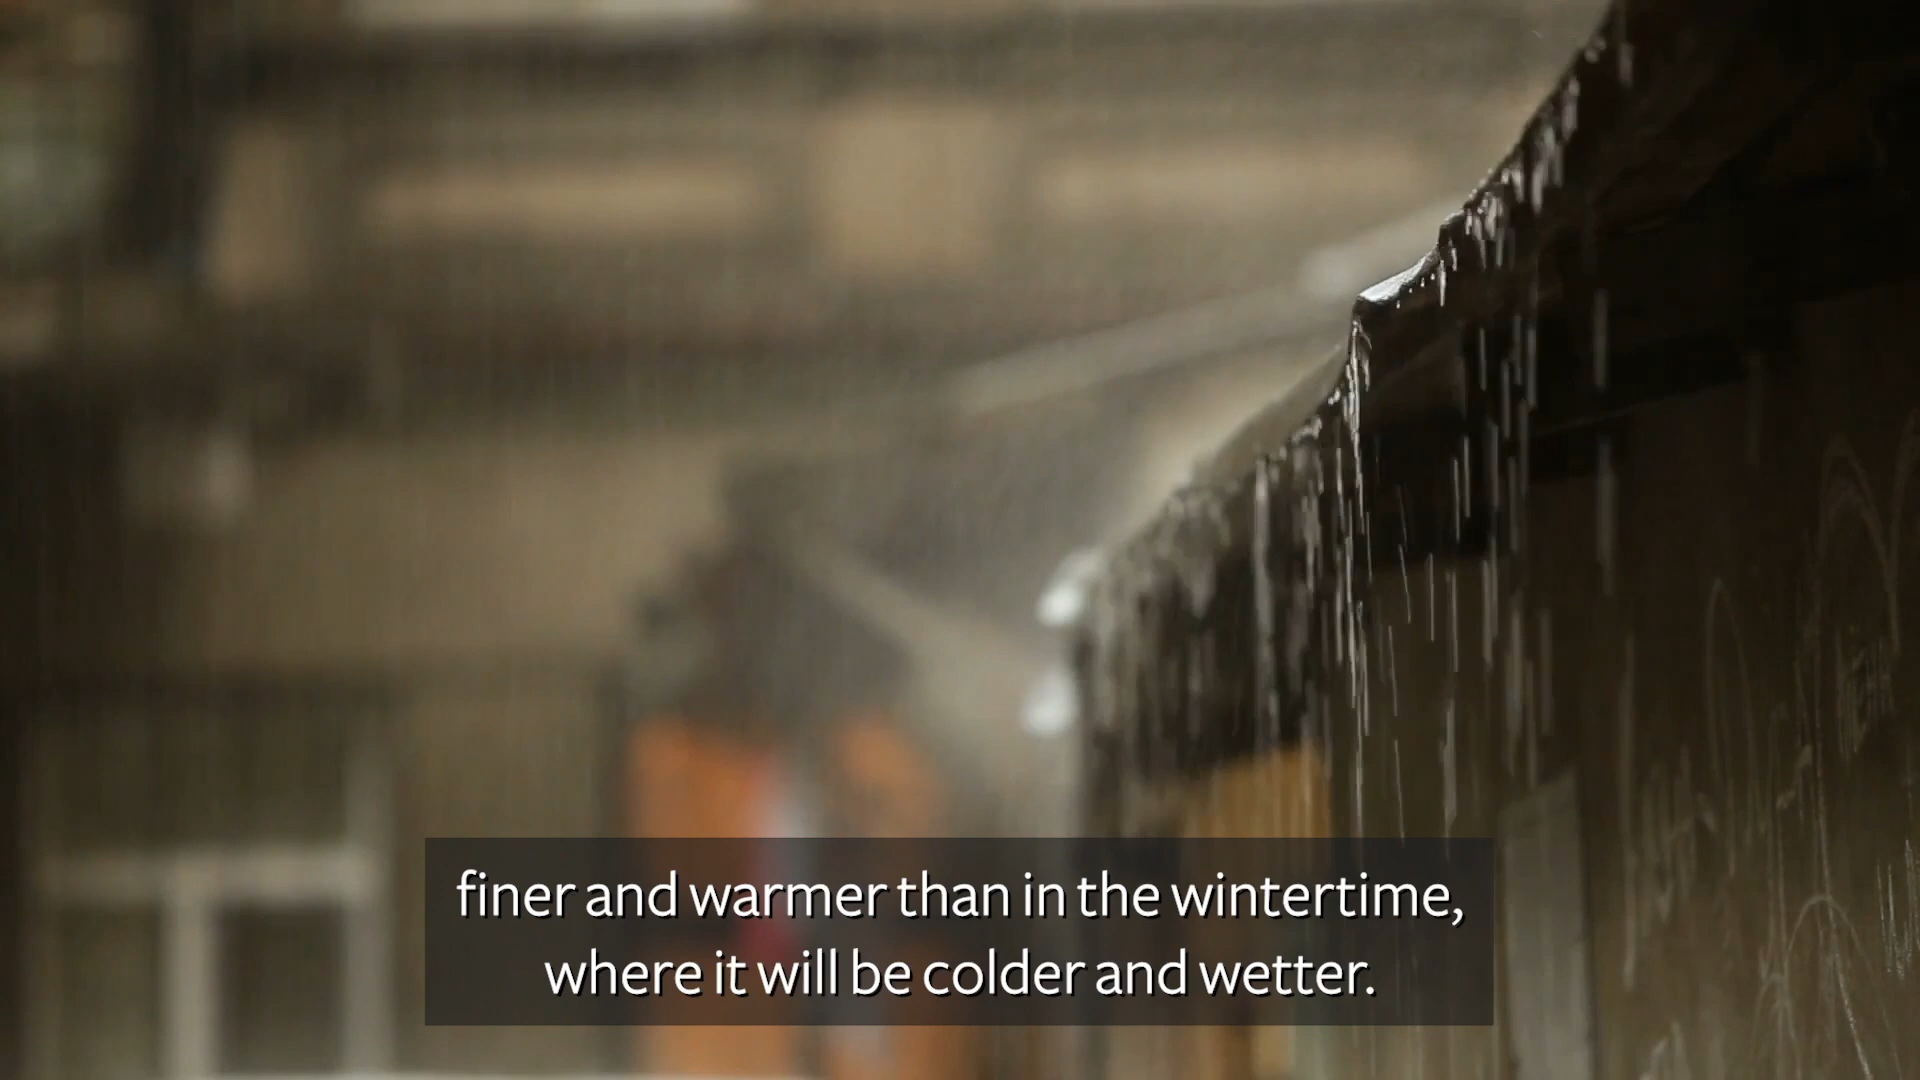 finer and warmer than in the wintertime,
where it will be colder and wetter.